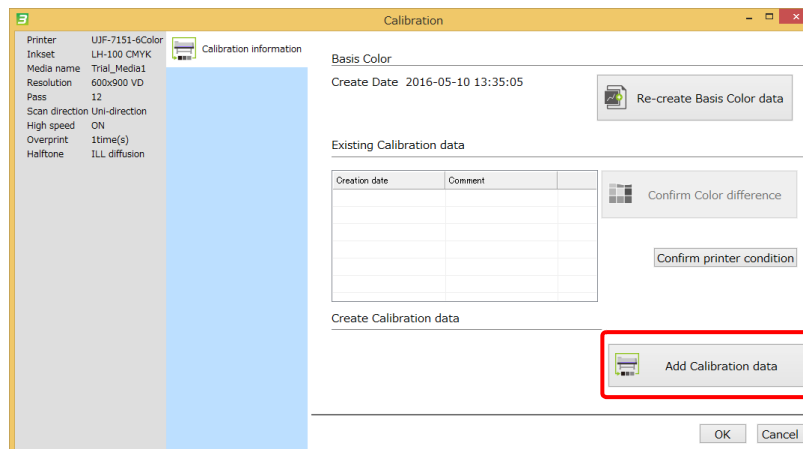 3
Calibration
Printer UJF-7151-6Color
Inkset LH-100 CMYK
Media name Trial_Media1
Resolution 600x900 VD
Pass 12
Scan direction Uni-direction
High speed ON
Overprint 1time(s)
Halftone ILL diffusion
Calibration information
Basis Color
Create Date 2016-05-10 13:35:05
Re-create Basis Color data
Existing Calibration data
Creation date Comment
Confirm Color difference
Confirm printer condition
Create Calibration data
Add Calibration data
OK Cancel